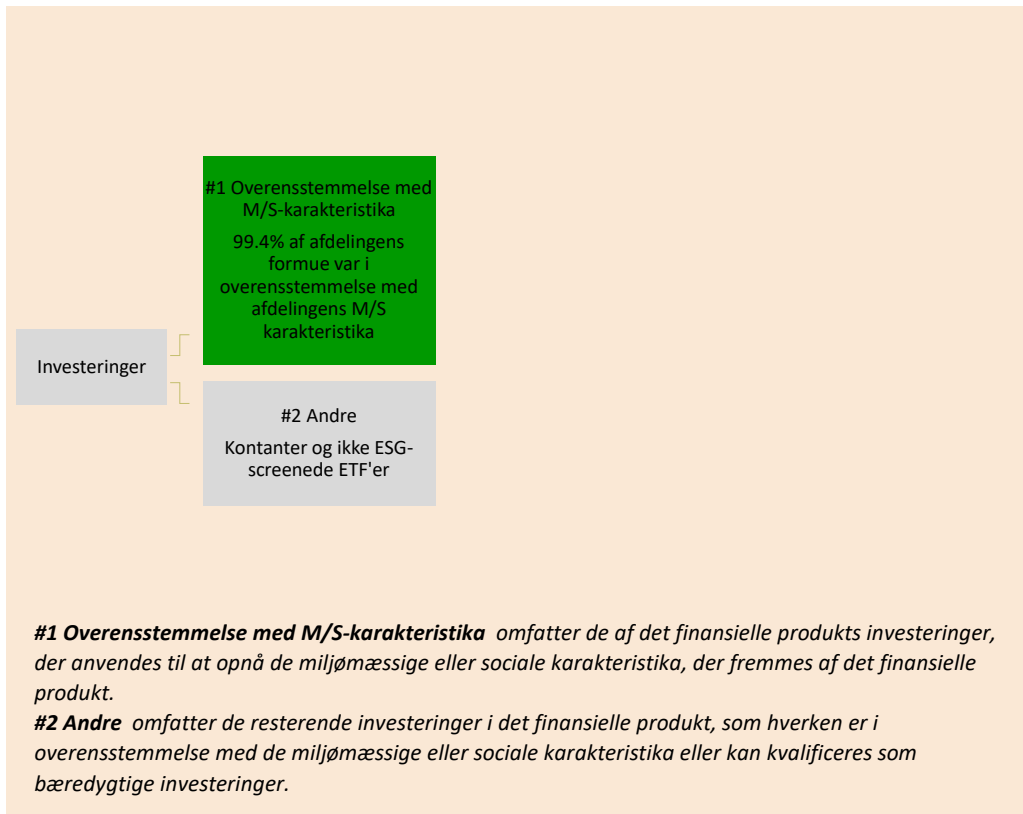 #1 Overensstemmelse med
M/S-karakteristika
99.4% af afdelingens
formue var i
overensstemmelse med
afdelingens M/S
karakteristika
Investeringer
#2 Andre
Kontanter og ikke ESG-
screenede ETF'er
#1 Overensstemmelse med M/S-karakteristika omfatter de af det finansielle produkts investeringer,
der anvendes til at opnå de miljømæssige eller sociale karakteristika, der fremmes af det finansielle
produkt.
#2 Andre omfatter de resterende investeringer i det finansielle produkt, som hverken er i
overensstemmelse med de miljømæssige eller sociale karakteristika eller kan kvalificeres som
bæredygtige investeringer.